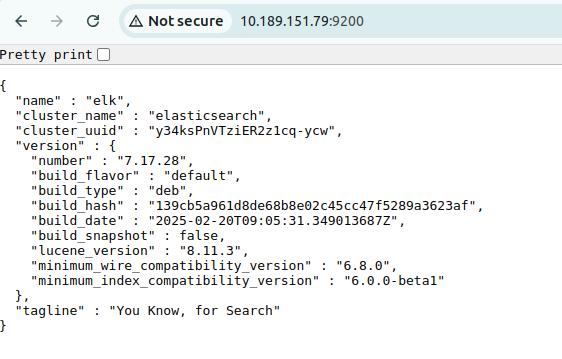 Not secure 10.189.151.79:9200
Pretty print
{
"name" : "elk",
"cluster_name" : "elasticsearch",
"cluster_uuid" : "y34ksPnVTziER2z1cq-ycw",
"version" : {
"number" : "7.17.28",
"build_flavor" : "default",
"build_type" : "deb",
"build_hash" : "139cb5a961d8de68b8e02c45cc47f5289a3623af",
"build_date" : "2025-02-20T09:05:31.349013687Z",
"build_snapshot" : false,
"lucene_version" : "8.11.3",
"minimum_wire_compatibility_version" : "6.8.0",
"minimum_index_compatibility_version" : "6.0.0-beta1"
},
"tagline" : "You Know, for Search"
}